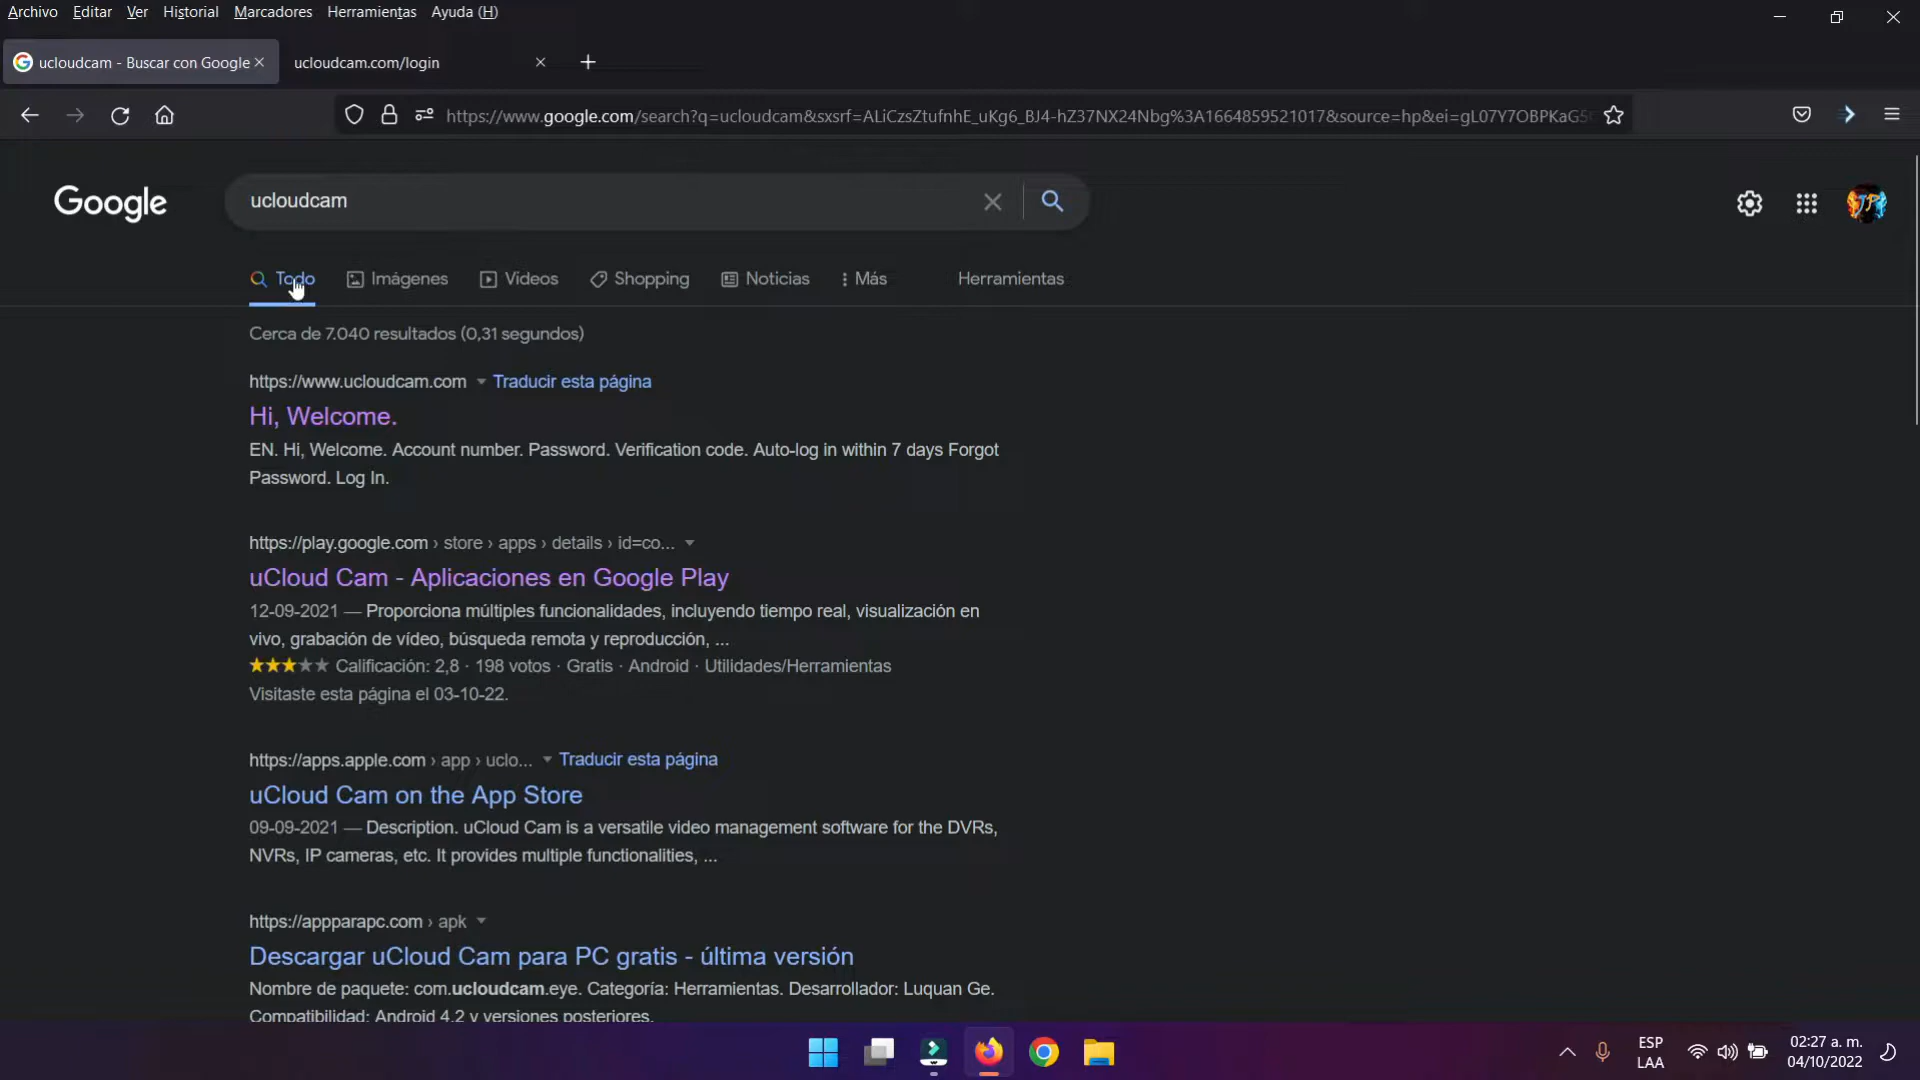 Archivo Editar Ver Historial Marcadores Herramientas Ayuda (H)
ucloudcam - Buscar con Google
ucloudcam.com/login
https://www.google.com/search?q=ucloudcam&sxsrf=ALiCzsZtufnhE_uKg6_BJ4-hZ37NX24Nbg%3A1664859521017&source=hp&ei=gL07Y7OBPKaG5
Google
ucloudcam
Todo Imágenes Videos Shopping Noticias Más Herramientas
Cerca de 7.040 resultados (0,31 segundos)
https://www.ucloudcam.com Traducir esta página
Hi, Welcome.
EN. Hi, Welcome. Account number. Password. Verification code. Auto-log in within 7 days Forgot
Password. Log In.
https://play.google.com › store › apps › details › id=co...
uCloud Cam - Aplicaciones en Google Play
12-09-2021 — Proporciona múltiples funcionalidades, incluyendo tiempo real, visualización en
vivo, grabación de vídeo, búsqueda remota y reproducción, ...
Calificación: 2,8 · 198 votos · Gratis · Android · Utilidades/Herramientas
Visitaste esta página el 03-10-22.
https://apps.apple.com › app › uclo... Traducir esta página
uCloud Cam on the App Store
09-09-2021 — Description. uCloud Cam is a versatile video management software for the DVRs,
NVRs, IP cameras, etc. It provides multiple functionalities, ...
https://appparapc.com › apk
Descargar uCloud Cam para PC gratis - última versión
Nombre de paquete: com.ucloudcam.eye. Categoría: Herramientas. Desarrollador: Luquan Ge.
Compatibilidad: Android 4.2 y versiones posteriores.
ESP
LAA
02:27 a. m.
04/10/2022